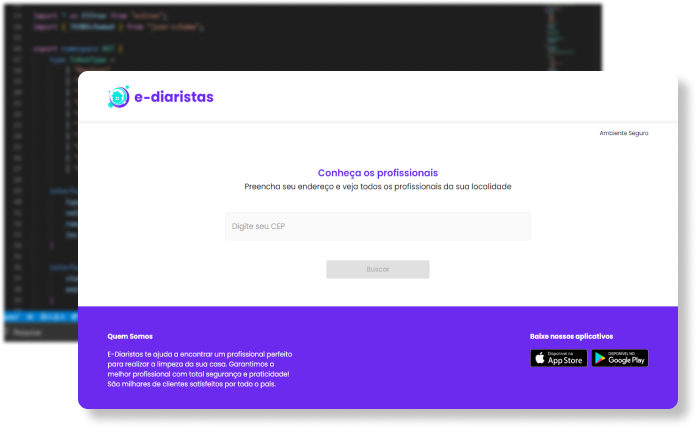 e-diaristas
Ambiente Seguro
Conheça os profissionais
Preencha seu endereço e veja todos os profissionais da sua localidade
Digite seu CEP
Buscar
Quem Somos
E-Diaristas te ajuda a encontrar um profissional perfeito
para realizar a limpeza da sua casa. Garantimos a
melhor profissional com total segurança e praticidade!
São milhares de clientes satisfeitos por todo o país.
Baixe nossos aplicativos
Disponível na
App Store
DISPONÍVEL NO
Google Play